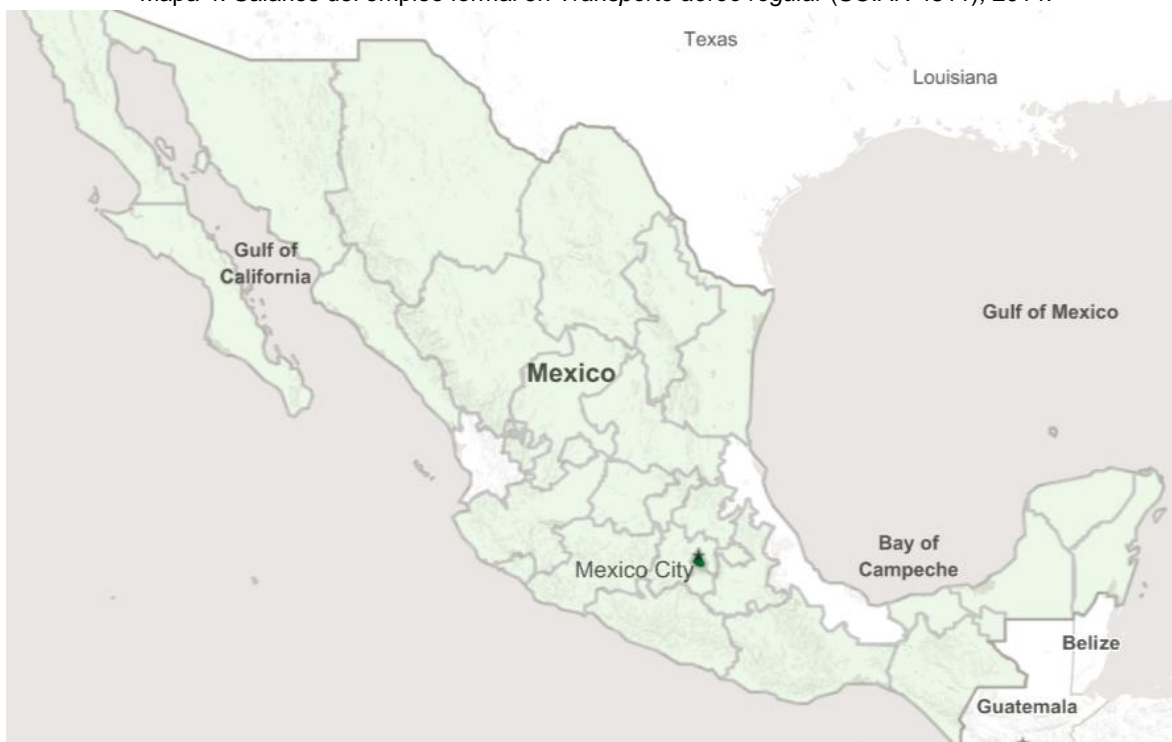 Mapa 4. Salarios del empleo formal en Transporte aéreo regular (SCIAN 4811), 2014.
Texas
Louisiana
Gulf of
California
Gulf of Mexico
Mexico
Bay of
Campeche
Mexico City
Belize
Guatemala